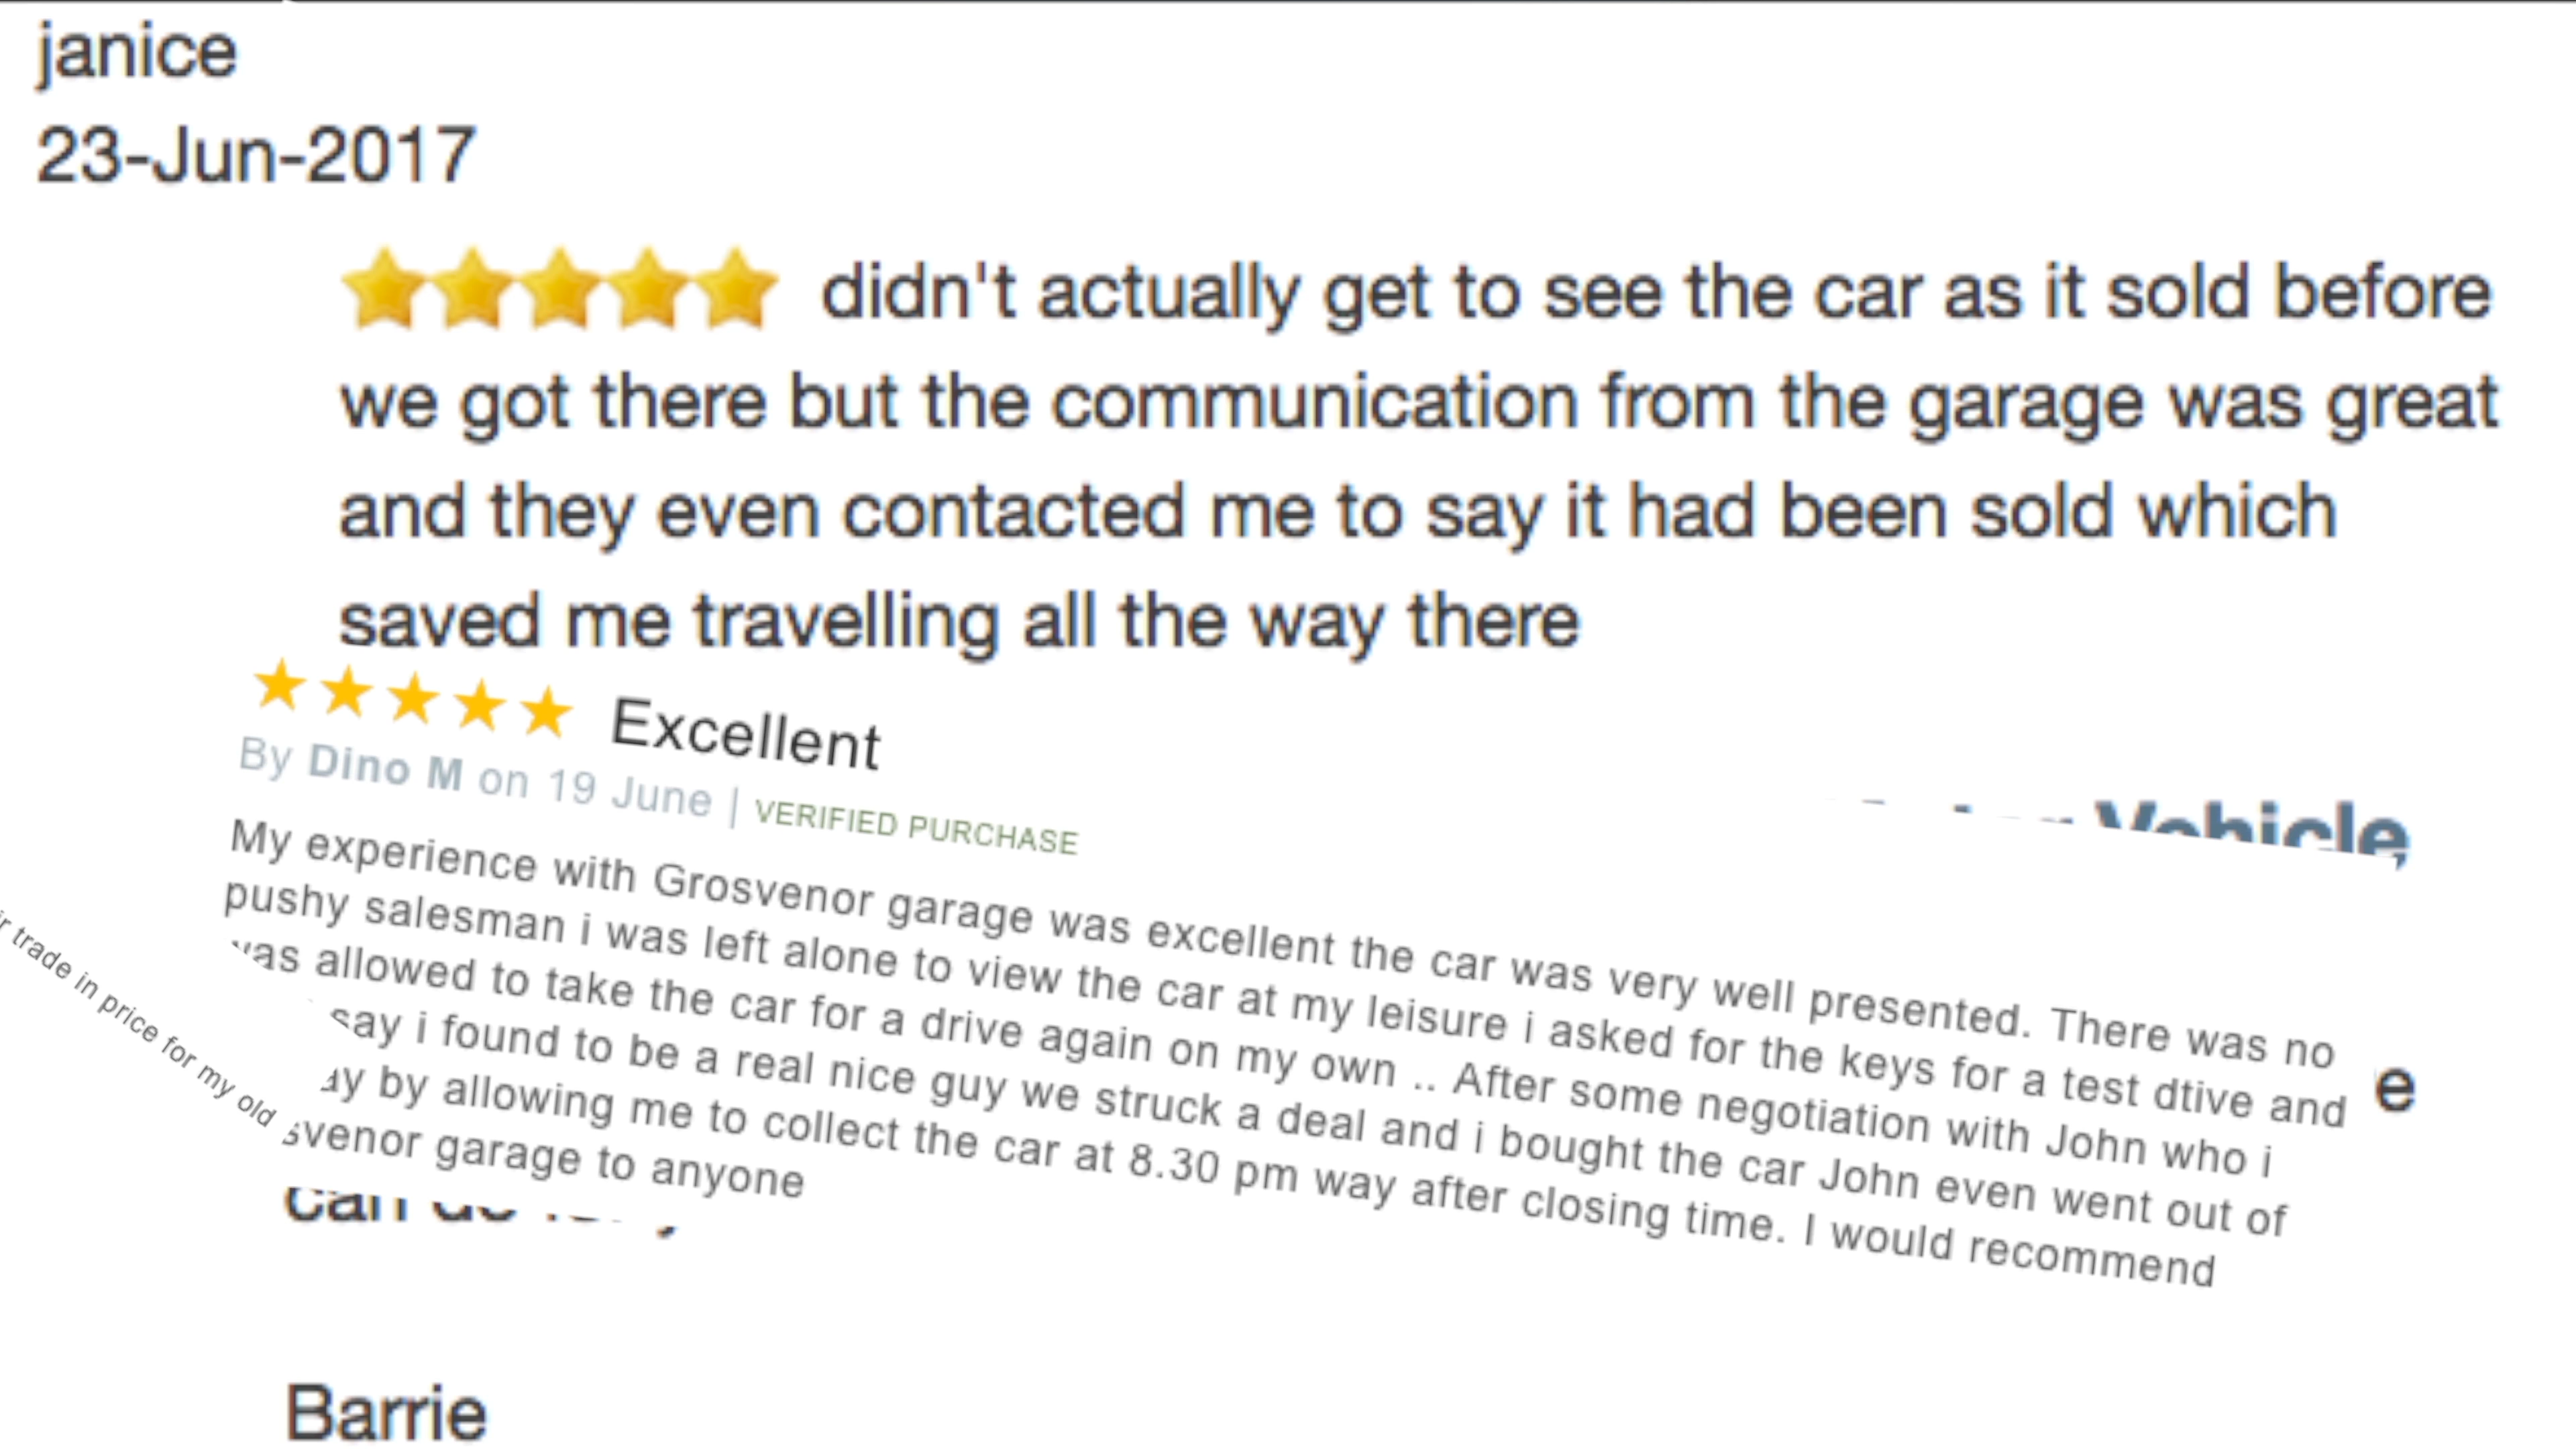 janice
23-Jun-2017
didn't actually get to see the car as it sold before
we got there but the communication from the garage was great
and they even contacted me to say it had been sold which
saved me travelling all the way there
Excellent
By Dino M on 19 June | VERIFIED PURCHASE
Vehicle,
My experience with Grosvenor garage was excellent the car was very well presented. There was no
pushy salesman i was left alone to view the car at my leisure i asked for the keys for a test dtive and
was allowed to take the car for a drive again on my own .. After some negotiation with John who i
say i found to be a real nice guy we struck a deal and i bought the car John even went out of
by allowing me to collect the car at 8.30 pm way after closing time. I would recommend
svenor garage to anyone
e
trade in price for my old
can
Barrie